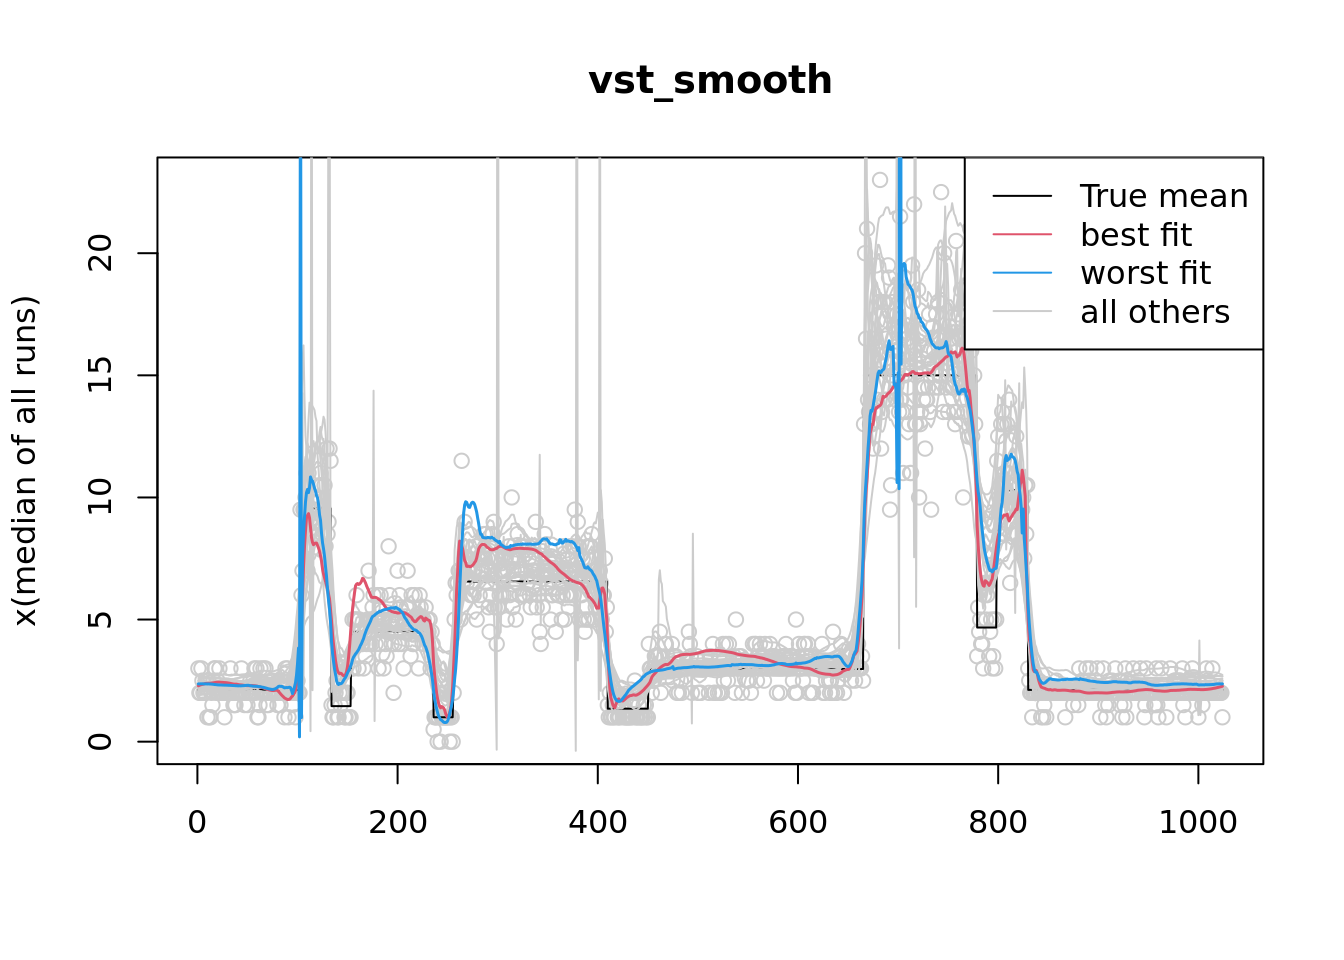 vst_smooth
x(median of all runs)
20
15
10
5
0
True mean
best fit
worst fit
all others
0 200 400 600 800 1000